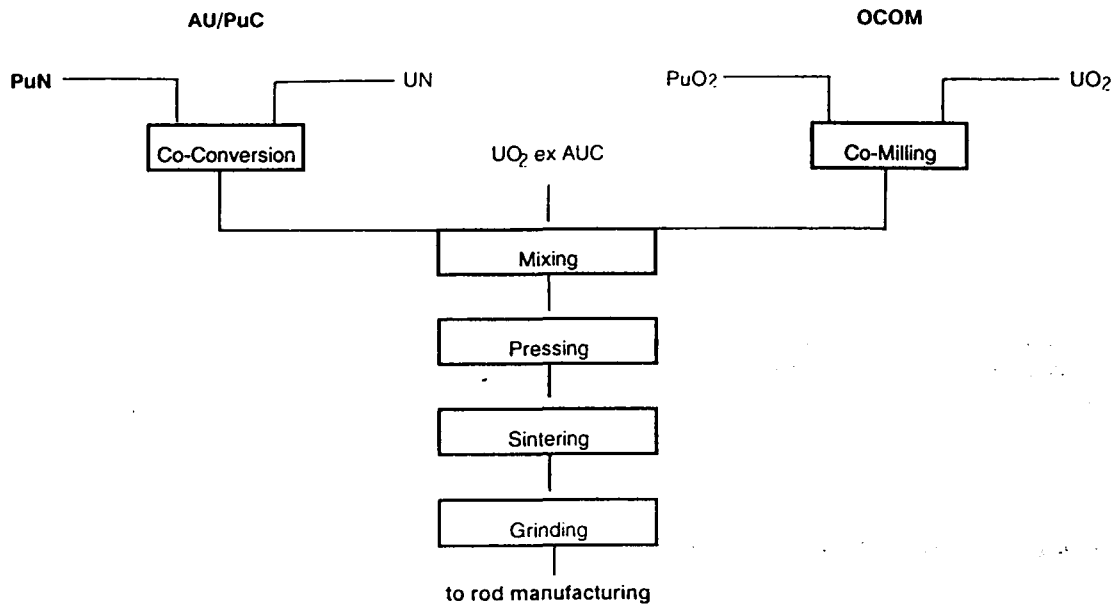 AU/PuC
OCOM
PuN
UN
PuO2
UO2
Co-Conversion
UO2 ex AUC
Co-Milling
Mixing
Pressing
Sintering
Grinding
to rod manufacturing